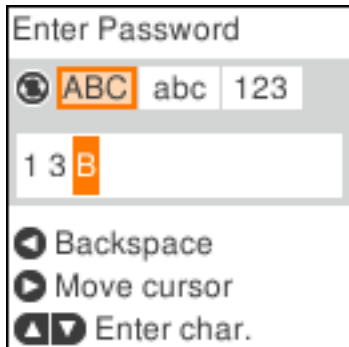 Enter Password
ABC abc 123
1 3 B
Backspace
Move cursor
Enter char.